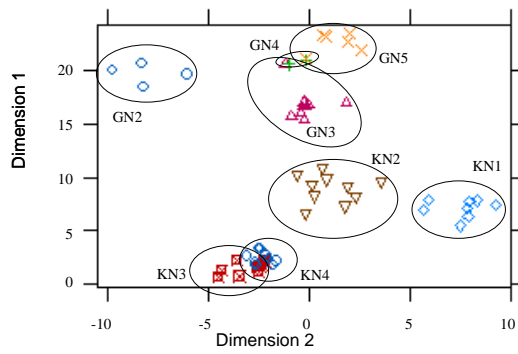 GN4
GN5
20
GN2
GN3
15
Dimension 1
KN2
KN1
10
5
KN3
KN4
0
-10
-5
0
5
10
Dimension 2